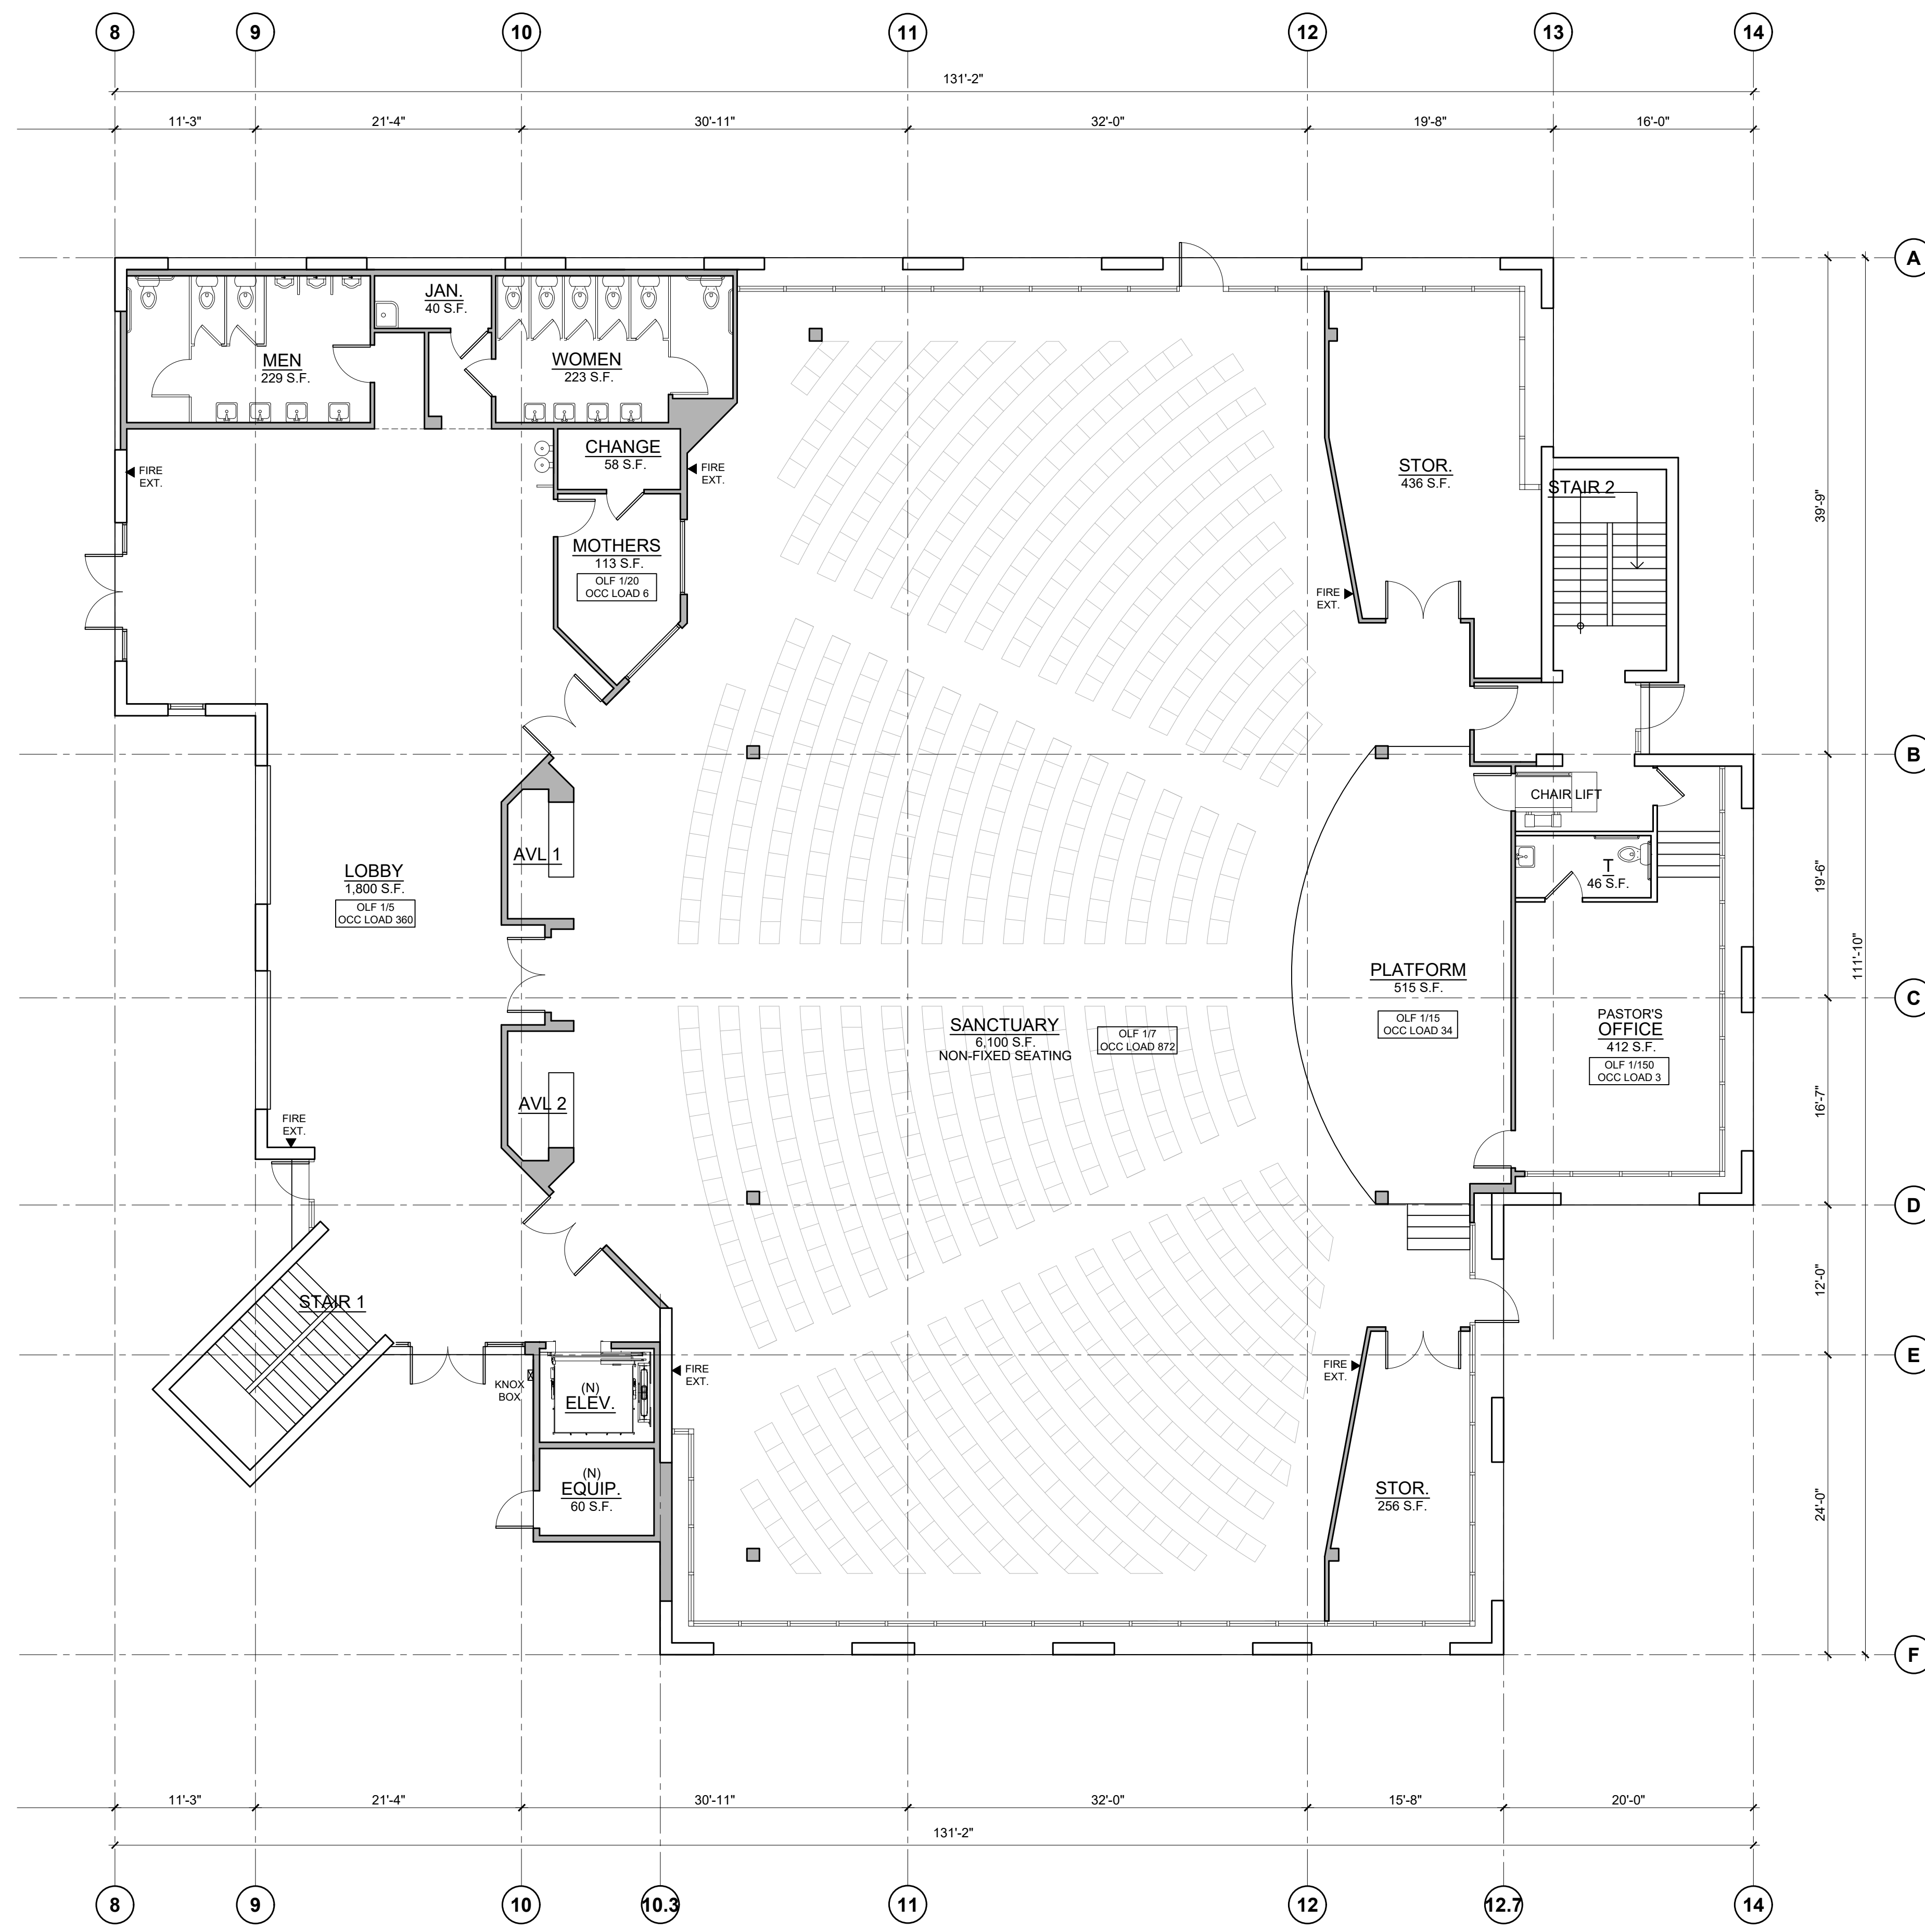 8
9
10
11
12
13
14
131'-2"
11'-3"
21'-4"
30'-11"
32'-0"
19'-8"
16'-0"
A
JAN.
40 S.F.
MEN
229 S.F.
WOMEN
223 S.F.
CHANGE
58 S.F.
FIRE
EXT.
FIRE
EXT.
STOR.
436 S.F.
STAIR 2
39'-9"
MOTHERS
113 S.F.
OLF 1/20
OCC LOAD 6
FIRE
EXT.
B
CHAIR LIFT
AVL 1
LOBBY
1,800 S.F.
OLF 1/5
OCC LOAD 360
T
46 S.F.
19'-6"
111'-10"
PLATFORM
515 S.F.
OLF 1/15
OCC LOAD 34
C
SANCTUARY
6,100 S.F.
NON-FIXED SEATING
OLF 1/7
OCC LOAD 872
PASTOR'S
OFFICE
412 S.F.
OLF 1/150
OCC LOAD 3
AVL 2
16'-7"
FIRE
EXT.
D
12'-0"
STAIR 1
E
KNOX
BOX
(N)
ELEV.
FIRE
EXT.
FIRE
EXT.
(N)
EQUIP.
60 S.F.
STOR.
256 S.F.
24'-0"
F
11'-3"
21'-4"
30'-11"
32'-0"
15'-8"
20'-0"
131'-2"
8
9
10
10.3
11
12
12.7
14